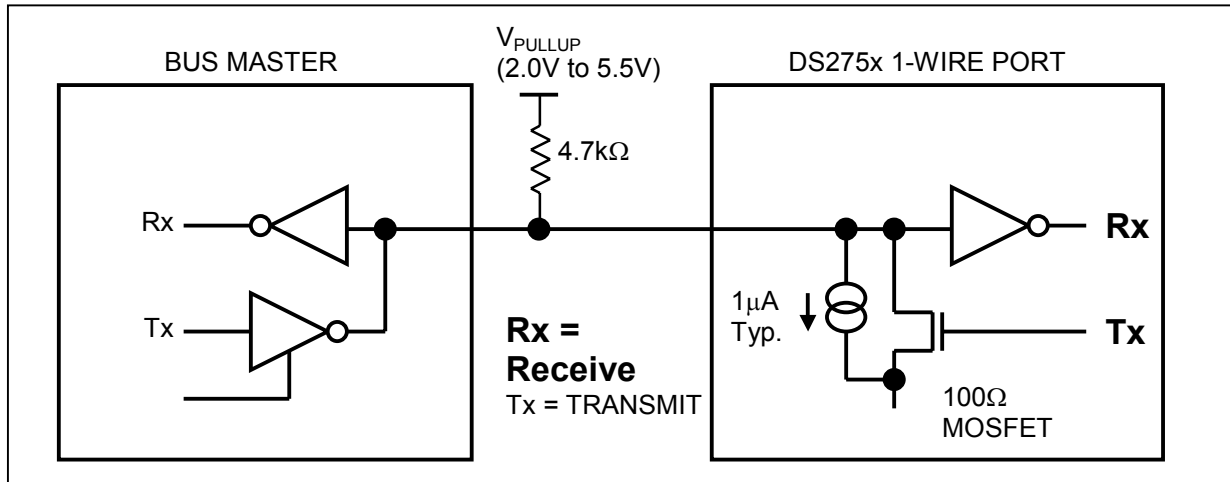 V_PULLUP
(2.0V to 5.5V)
BUS MASTER
DS275x 1-WIRE PORT
4.7kΩ
Rx
Rx
1μA
Typ.
Tx
Tx
Rx =
Receive
Tx = TRANSMIT
100Ω
MOSFET